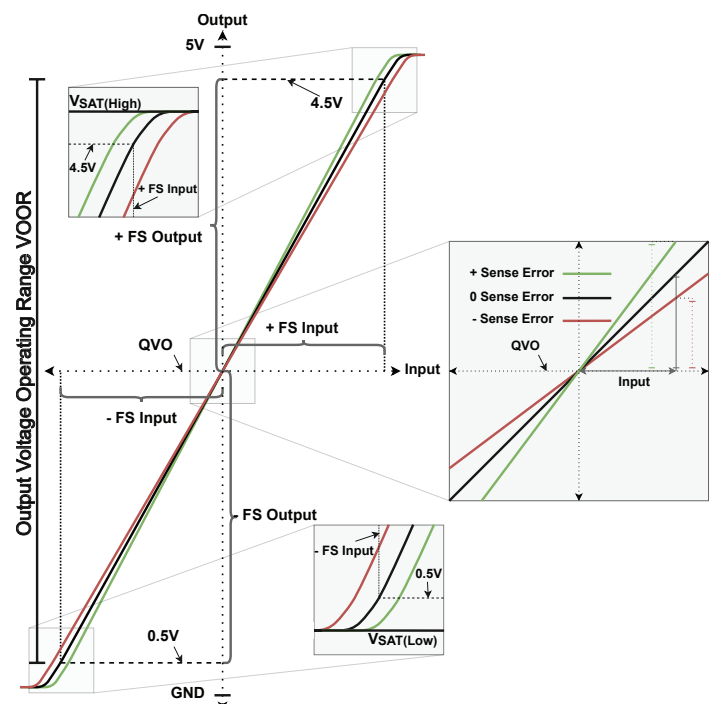 Output
5V
4.5V
VSAT(High)
4.5V
+ FS Input
+ FS Output
Output Voltage Operating Range VOOR
+ Sense Error
0 Sense Error
- Sense Error
QVO
Input
QVO
+ FS Input
Input
- FS Input
- FS Output
- FS Input
0.5V
VSAT(Low)
0.5V
GND